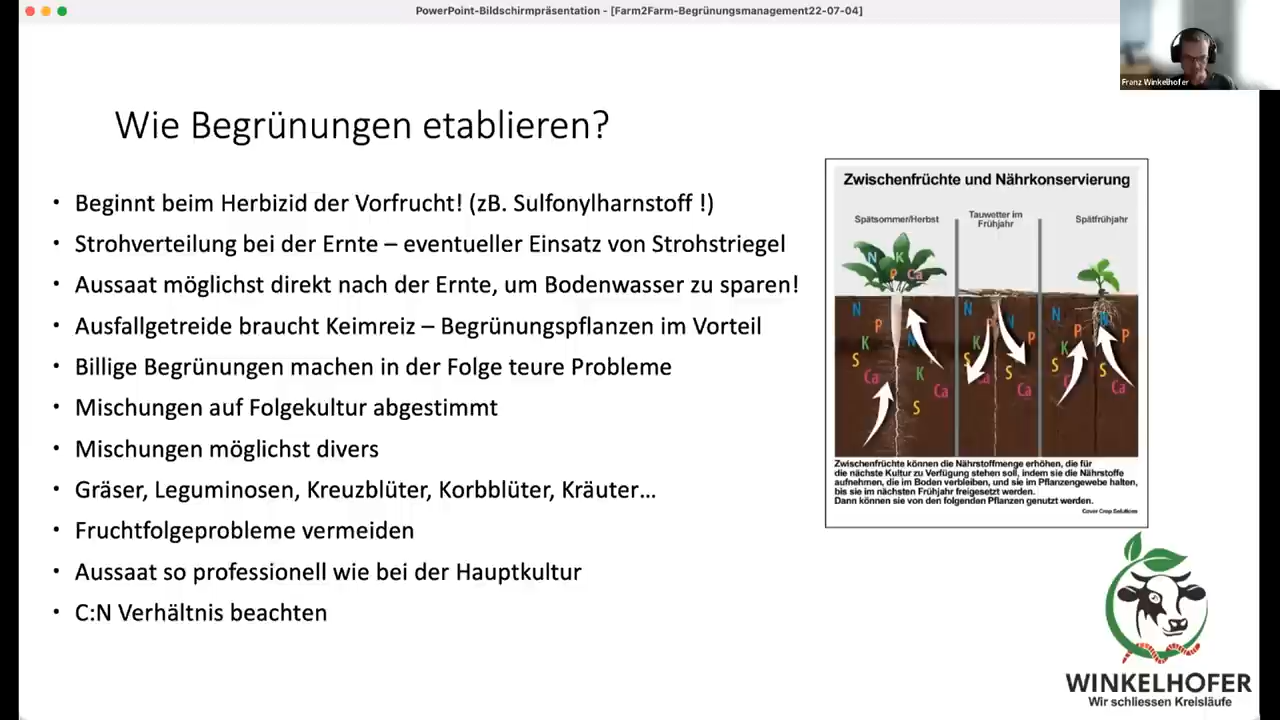 PowerPoint-Bildschirmpräsentation - [Farm2Farm-Begrünungsmanagement22-07-04]
Franz Winkelhofer
Wie Begrünungen etablieren?
• Beginnt beim Herbizid der Vorfrucht! (zB. Sulfonylharnstoff !)
• Strohverteilung bei der Ernte – eventueller Einsatz von Strohstriegel
• Aussaat möglichst direkt nach der Ernte, um Bodenwasser zu sparen!
• Ausfallgetreide braucht Keimreiz – Begrünungspflanzen im Vorteil
• Billige Begrünungen machen in der Folge teure Probleme
• Mischungen auf Folgekultur abgestimmt
• Mischungen möglichst divers
• Gräser, Leguminosen, Kreuzblüter, Korbblüter, Kräuter…
• Fruchtfolgeprobleme vermeiden
• Aussaat so professionell wie bei der Hauptkultur
• C:N Verhältnis beachten
Zwischenfrüchte und Nährkonservierung
Spätsommer/Herbst
Tauwetter im
Frühjahr
Spätfrühjahr
N K
P Ca
N P K S Ca N K Ca S
N K S Ca N P S Ca
N P K S C N P S Ca
Zwischenfrüchte können die Nährstoffmenge erhöhen, die für
die nächste Kultur zu Verfügung stehen soll, indem sie die Nährstoffe
aufnehmen, die im Boden verbleiben, und sie im Pflanzengewebe halten,
bis sie im nächsten Frühjahr freigesetzt werden.
Dann können sie von den folgenden Pflanzen genutzt werden.
Cover Crop Solutions
WINKELHOFER
Wir schliessen Kreisläufe